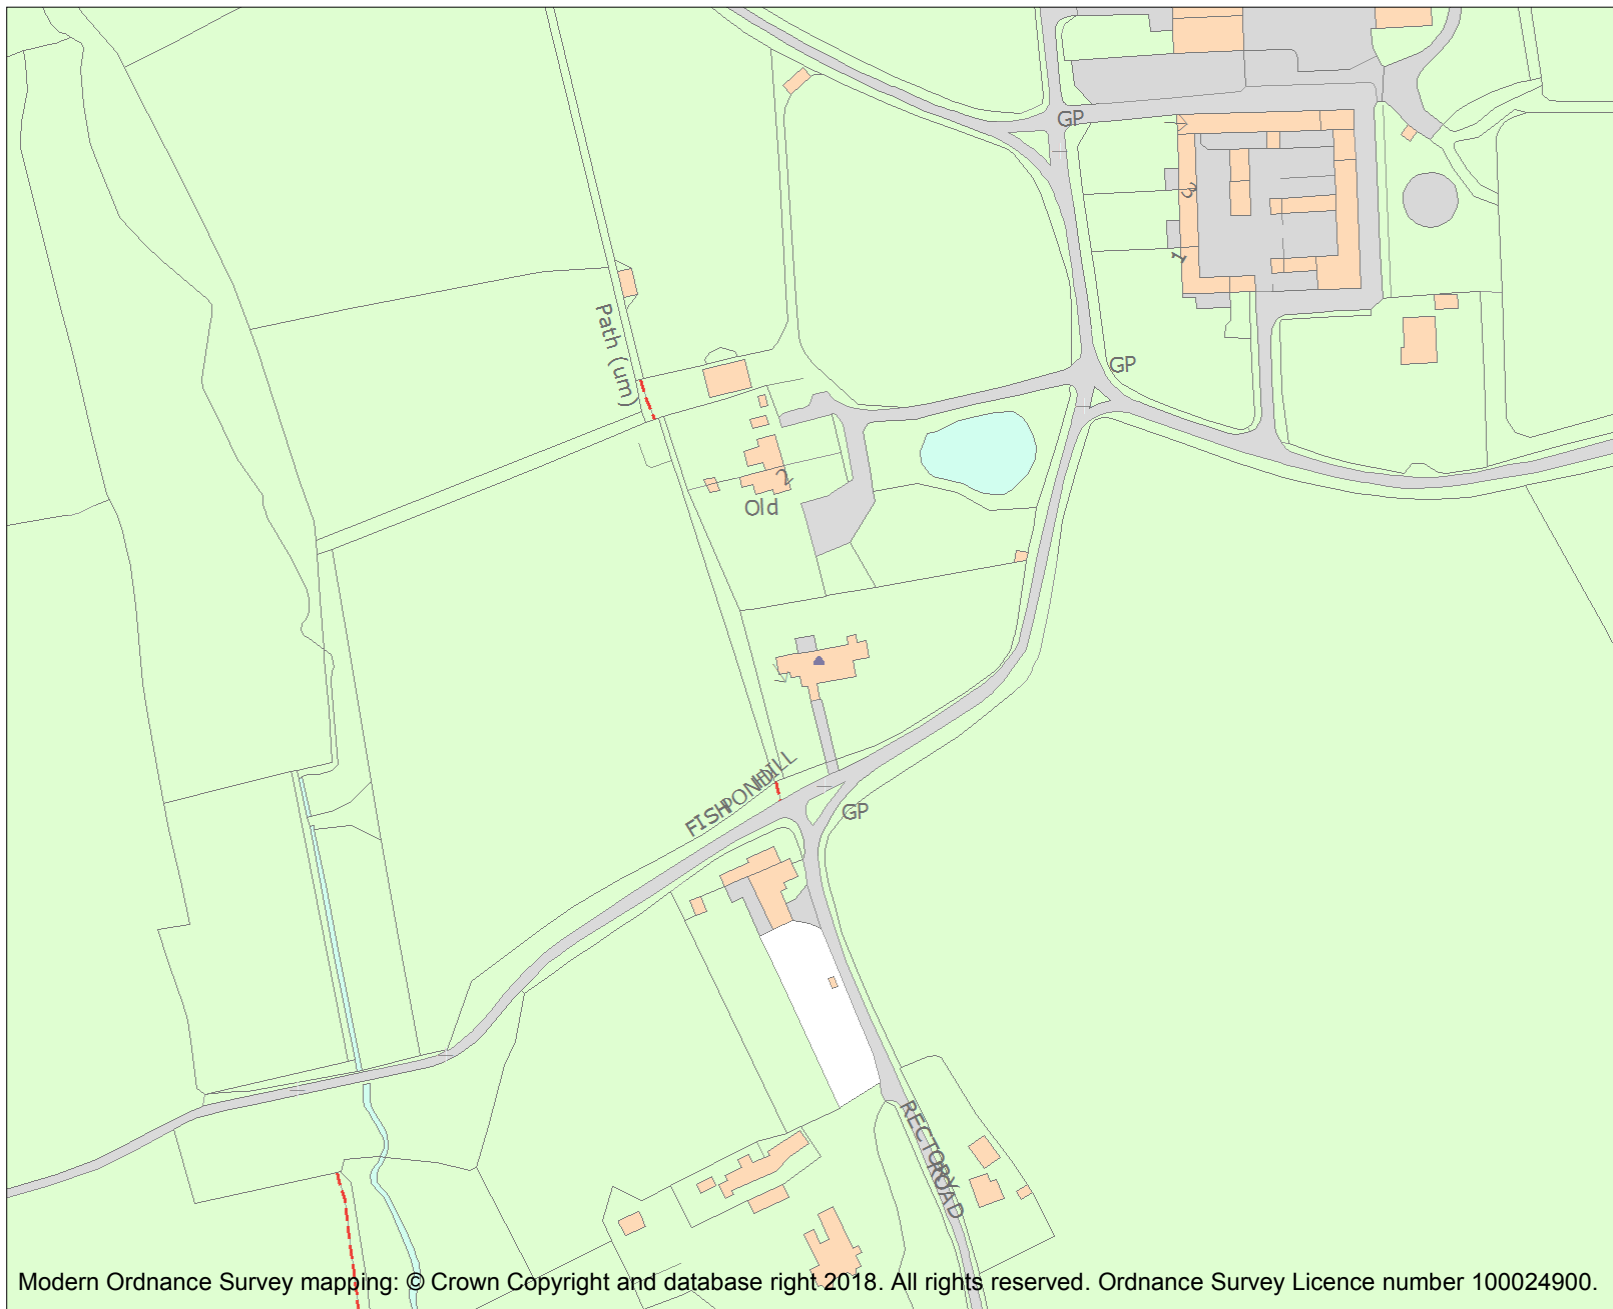 GP
3
1
Path (um)
GP
2
Old
FISHPOND HILL
GP
RECTORY ROAD
Modern Ordnance Survey mapping: © Crown Copyright and database right 2018. All rights reserved. Ordnance Survey Licence number 100024900.